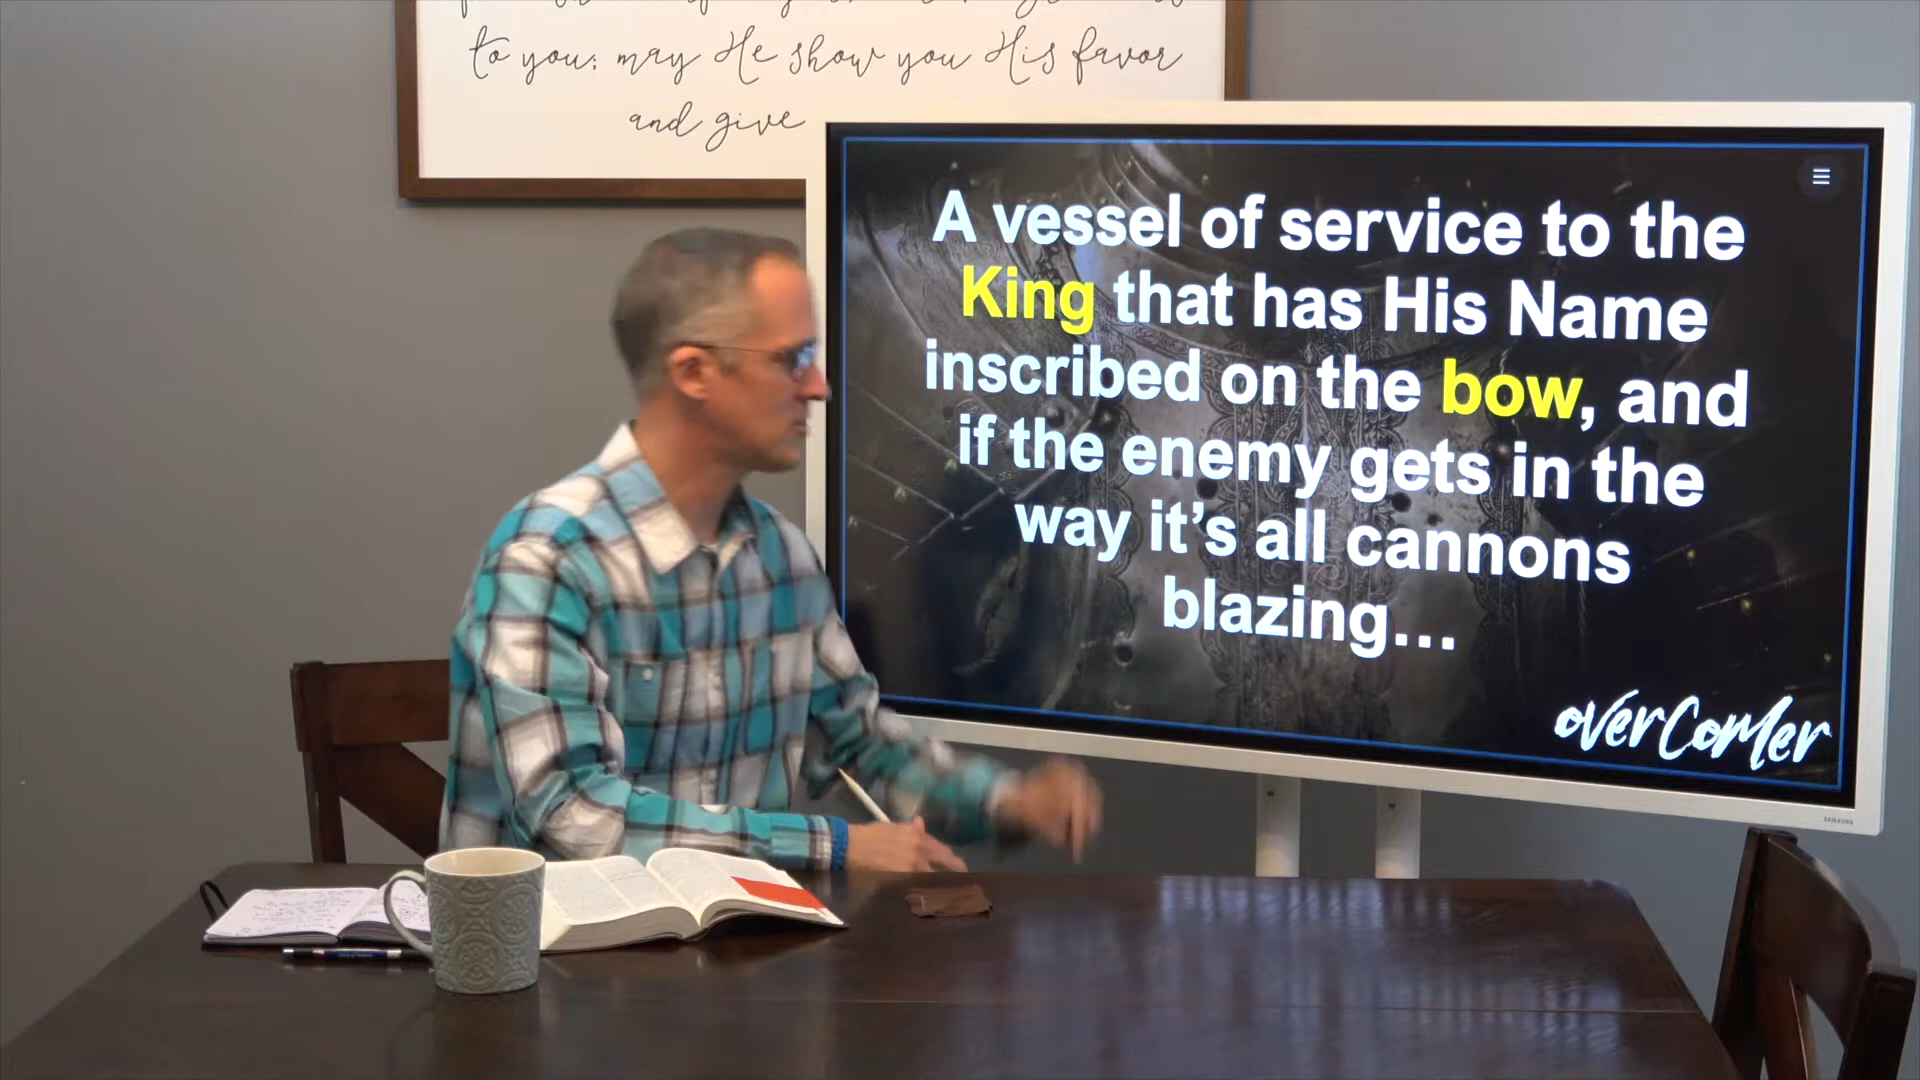 to you; may He show you His favor
and give
A vessel of service to the
King that has His Name
inscribed on the bow, and
if the enemy gets in the
way it's all cannons
blazing...
overComer
SAMSUNG